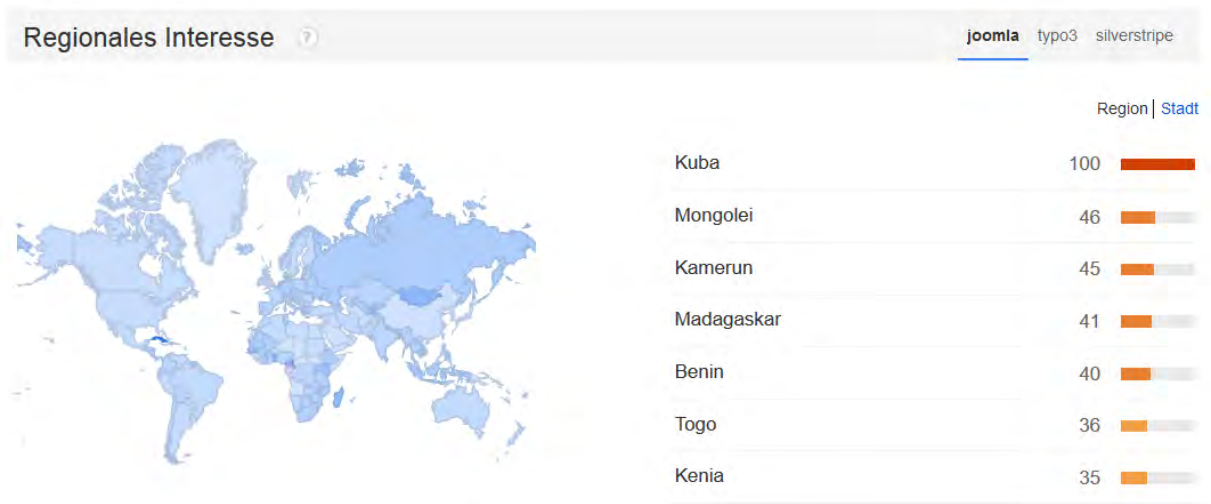 Regionales Interesse ?
joomla typo3 silverstripe
Region | Stadt
Kuba 100
Mongolei 46
Kamerun 45
Madagaskar 41
Benin 40
Togo 36
Kenia 35